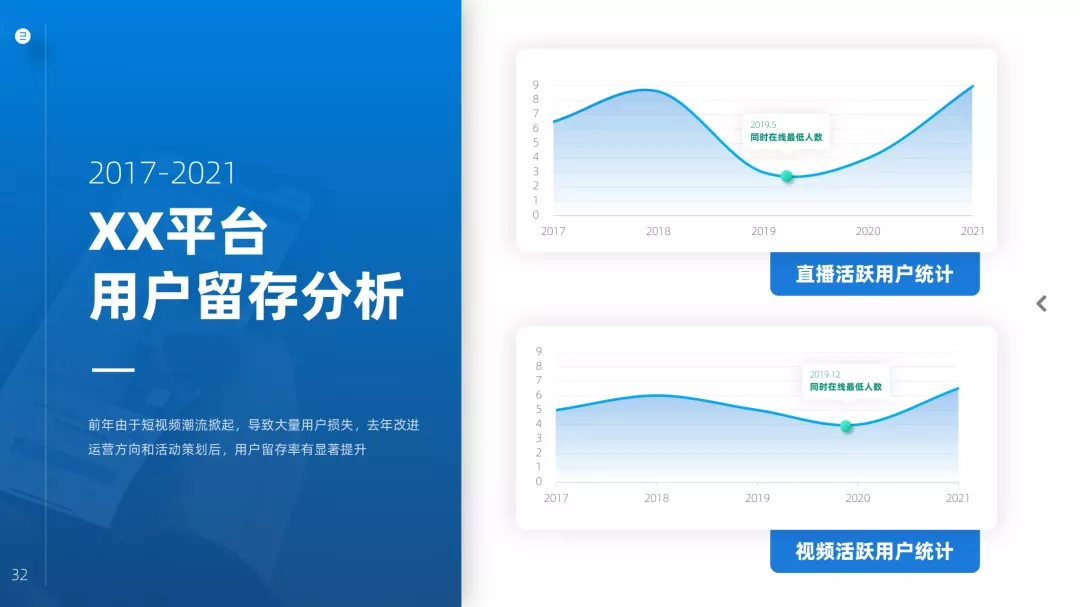 2017-2021
XX平台
用户留存分析
前年由于短视频潮流掀起，导致大量用户损失，去年改进
运营方向和活动策划后，用户留存率有显著提升
32
9
8
7
6
5
4
3
2
1
0
2019.5
同时在线最低人数
2017 2018 2019 2020 2021
直播活跃用户统计
9
8
7
6
5
4
3
2
1
0
2019.12
同时在线最低人数
2017 2018 2019 2020 2021
视频活跃用户统计